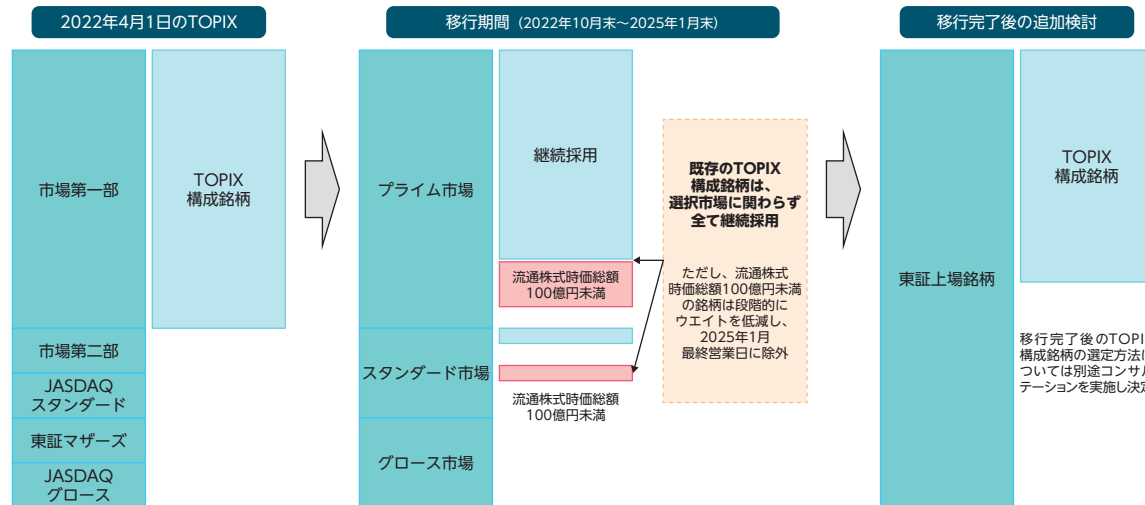 2022年4月1日のTOPIX
市場第一部
市場第二部
JASDAQ
スタンダード
東証マザーズ
JASDAQ
グロース
TOPIX
構成銘柄
移行期間（2022年10月末～2025年1月末）
プライム市場
スタンダード市場
グロース市場
継続採用
流通株式時価総額
100億円未満
流通株式時価総額
100億円未満
既存のTOPIX
構成銘柄は、
選択市場に関わらず
全て継続採用
ただし、流通株式
時価総額100億円未満
の銘柄は段階的に
ウエイトを低減し、
2025年1月
最終営業日に除外
移行完了後の追加検討
東証上場銘柄
TOPIX
構成銘柄
移行完了後のTOPI
構成銘柄の選定方法
ついては別途コンサル
テーションを実施し決定